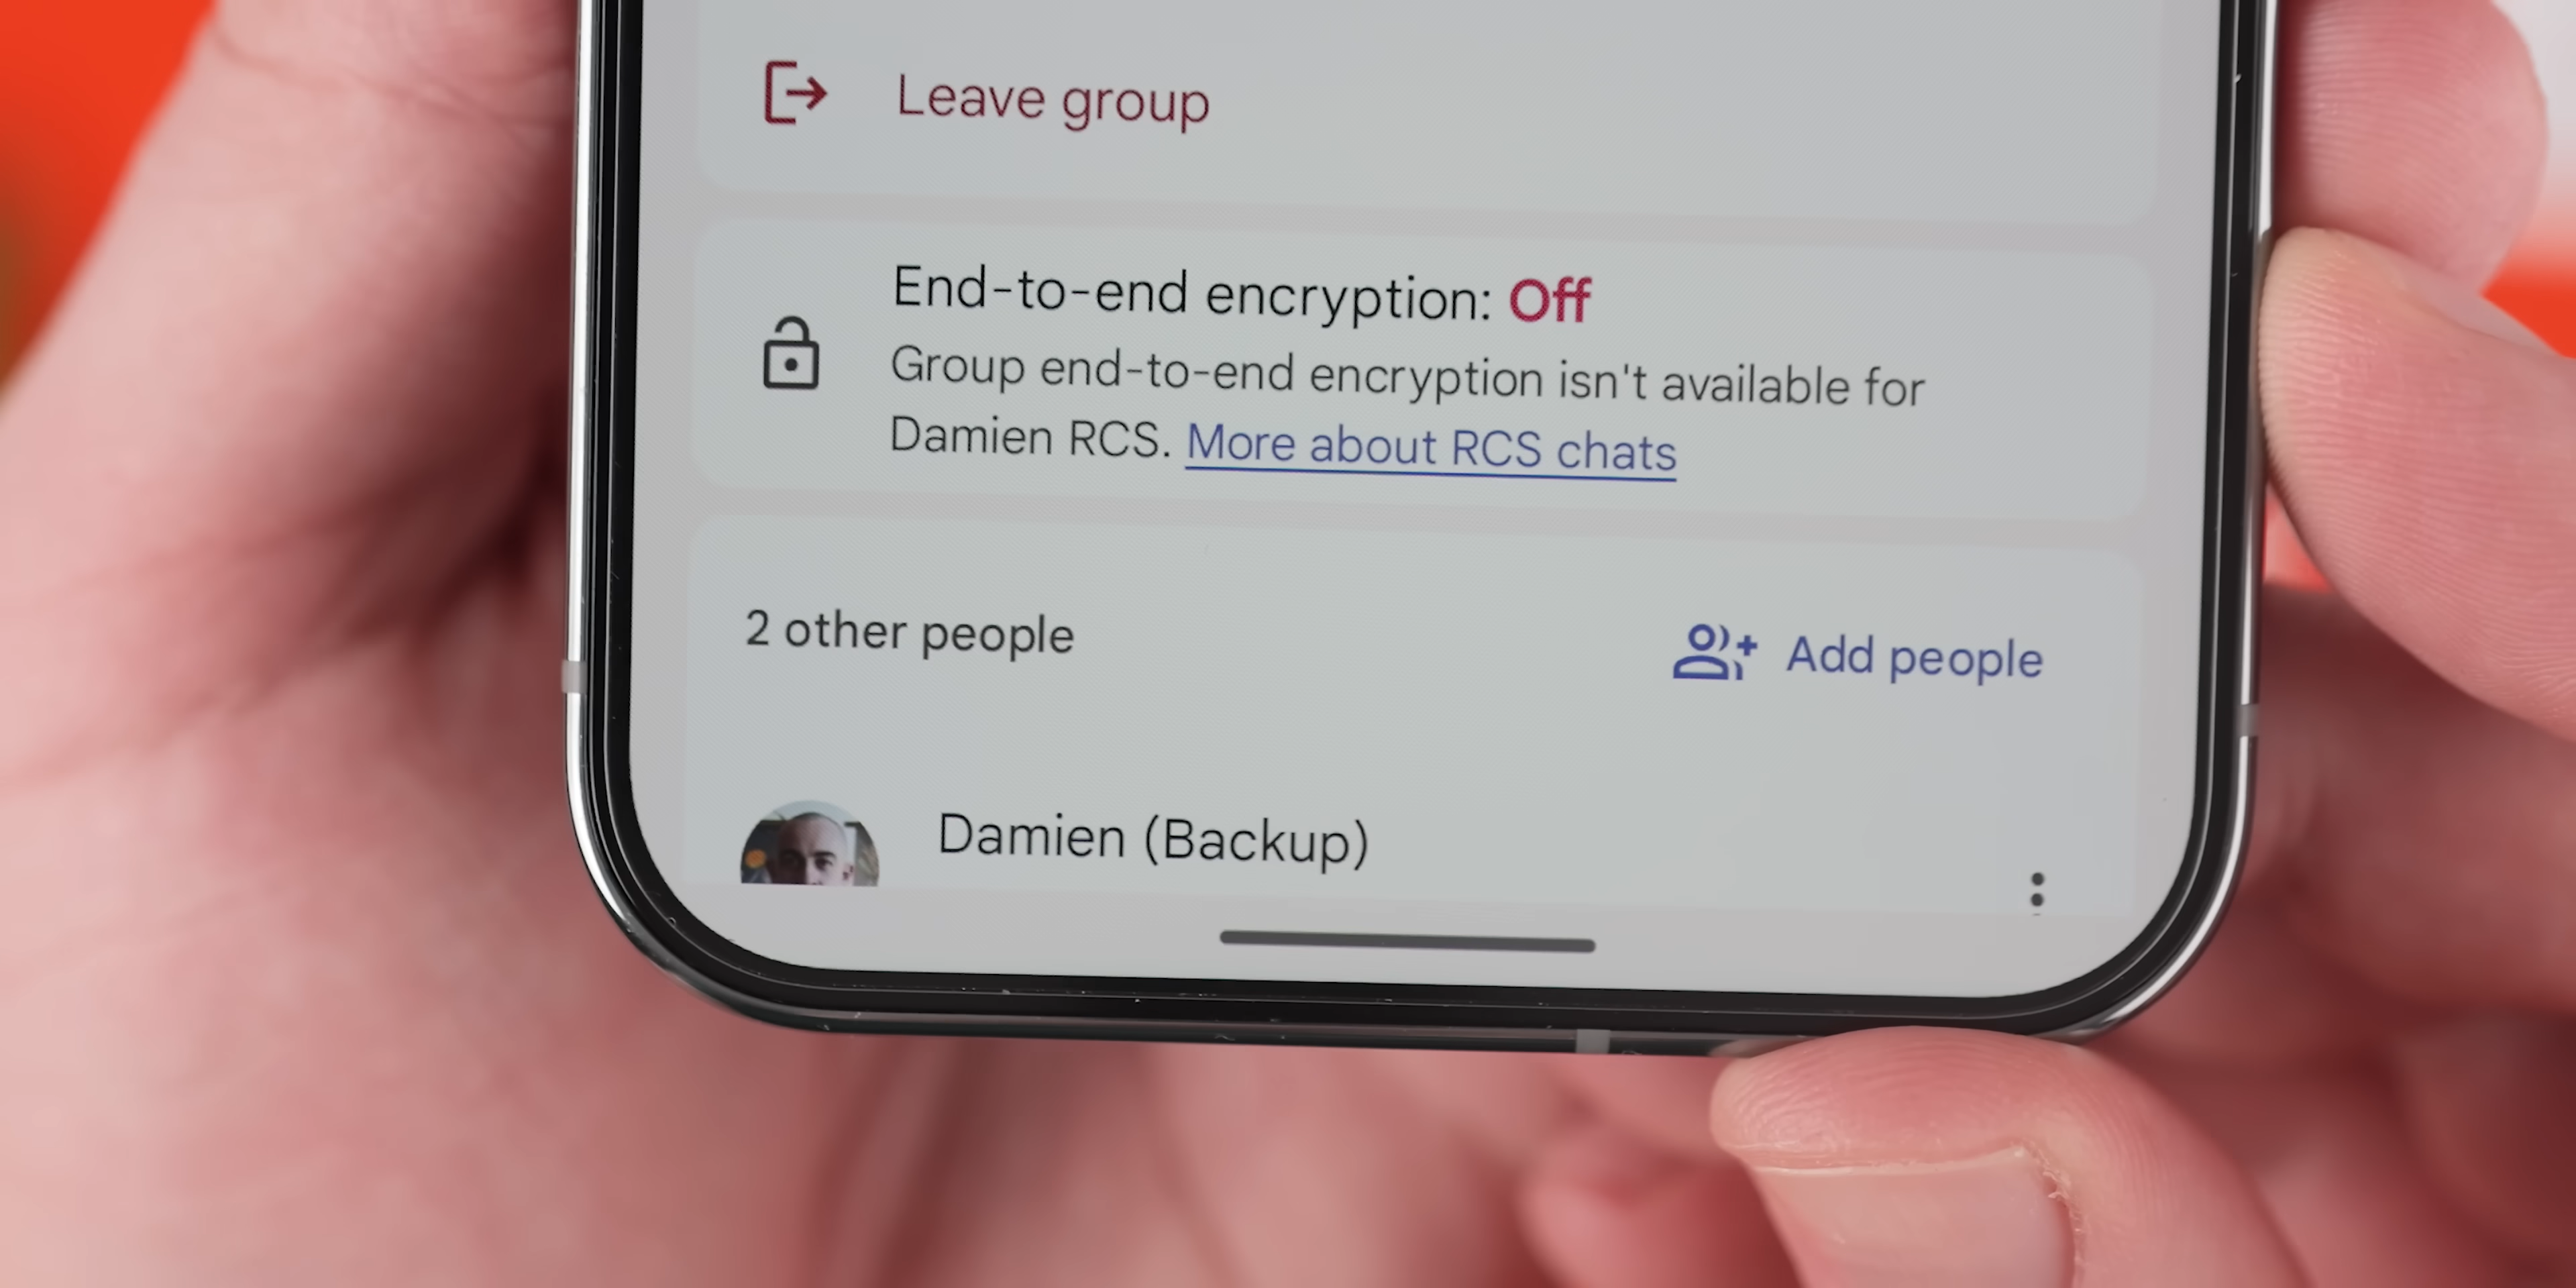 Leave group
End-to-end encryption: Off
Group end-to-end encryption isn't available for
Damien RCS. More about RCS chats
2 other people
Add people
Damien (Backup)